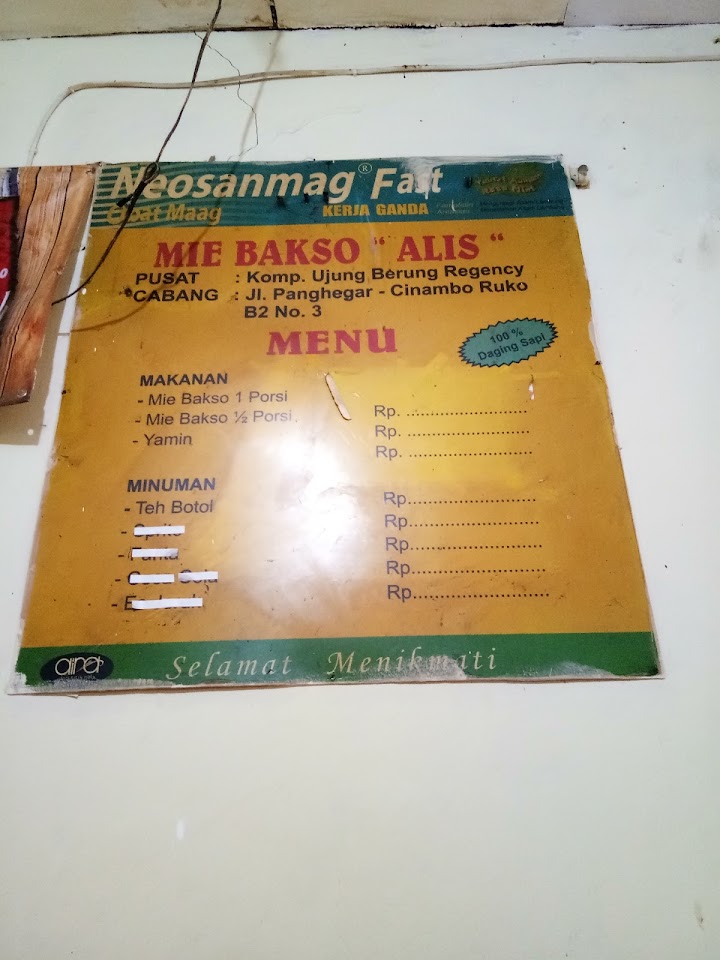 Neosanmag® Fast
Obat Maag
KERJA GANDA
MIE BAKSO “ ALIS “
PUSAT : Komp. Ujung Berung Regency
CABANG : Jl. Panghegar - Cinambo Ruko
B2 No. 3
MENU
100 %
Daging Sapi
MAKANAN
- Mie Bakso 1 Porsi Rp. ............................
- Mie Bakso ½ Porsi Rp. ............................
- Yamin Rp. ............................
MINUMAN
- Teh Botol Rp............................
- Rp............................
- Rp............................
- Rp............................
- Rp............................
Selamat Menikmati